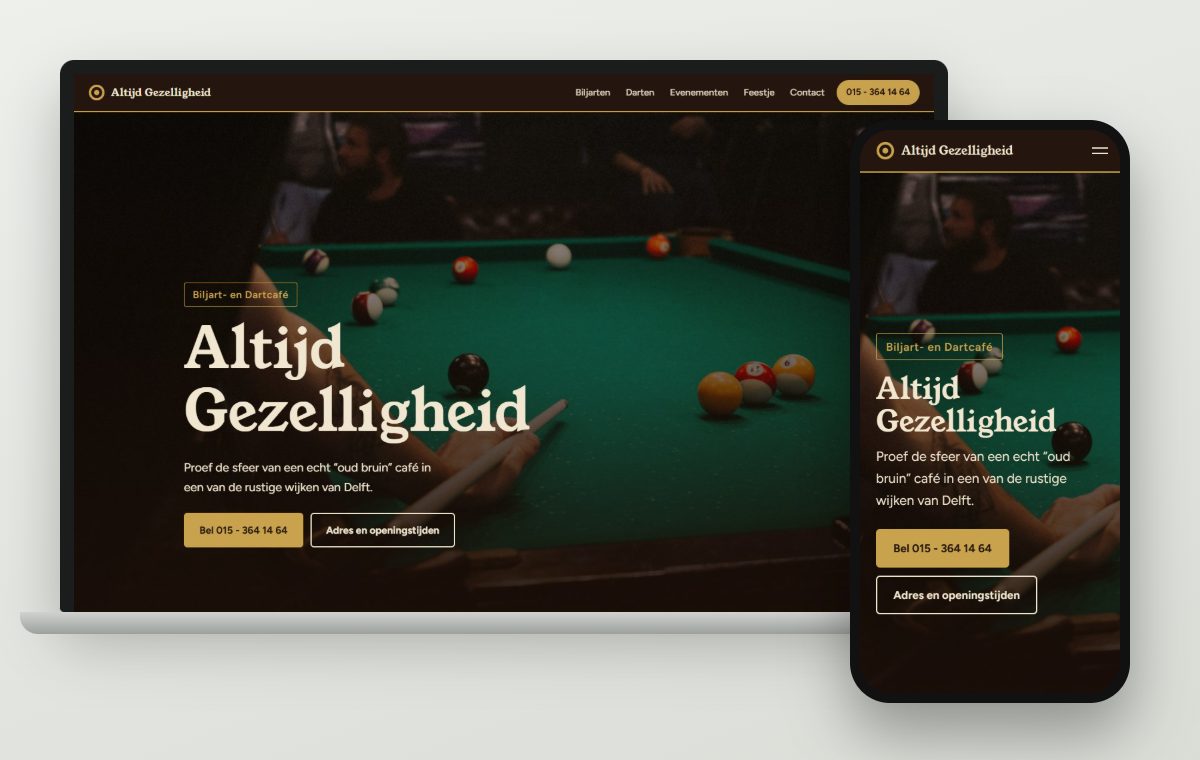 Altijd Gezelligheid
Biljarten Darten Evenementen Feestje Contact 015 - 364 14 64
Biljart- en Dartcafé
Altijd
Gezelligheid
Proef de sfeer van een echt “oud bruin” café in
een van de rustige wijken van Delft.
Bel 015 - 364 14 64
Adres en openingstijden
Altijd Gezelligheid
Biljart- en Dartcafé
Altijd
Gezelligheid
Proef de sfeer van een echt “oud
bruin” café in een van de rustige
wijken van Delft.
Bel 015 - 364 14 64
Adres en openingstijden